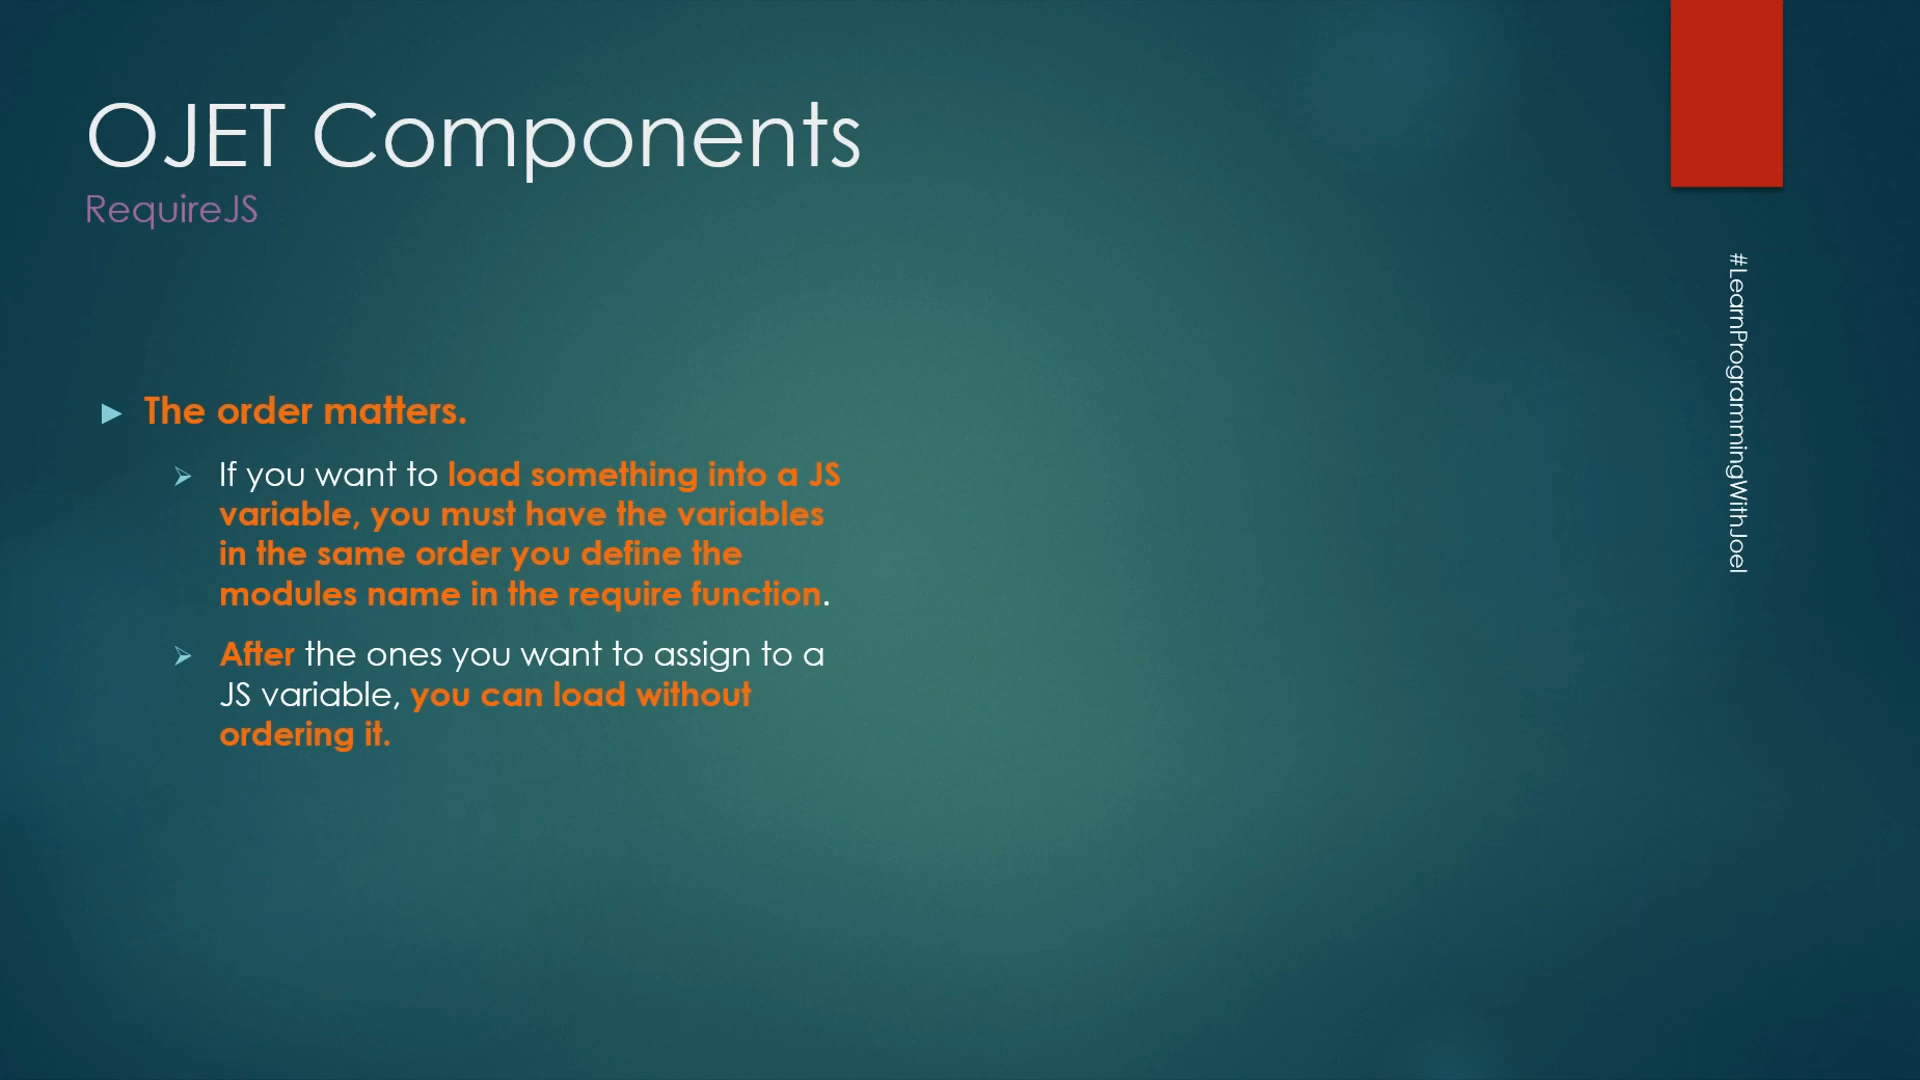 OJET Components
RequireJS
The order matters.
If you want to load something into a JS
variable, you must have the variables
in the same order you define the
modules name in the require function.
After the ones you want to assign to a
JS variable, you can load without
ordering it.
#LearnProgrammingWithJoel